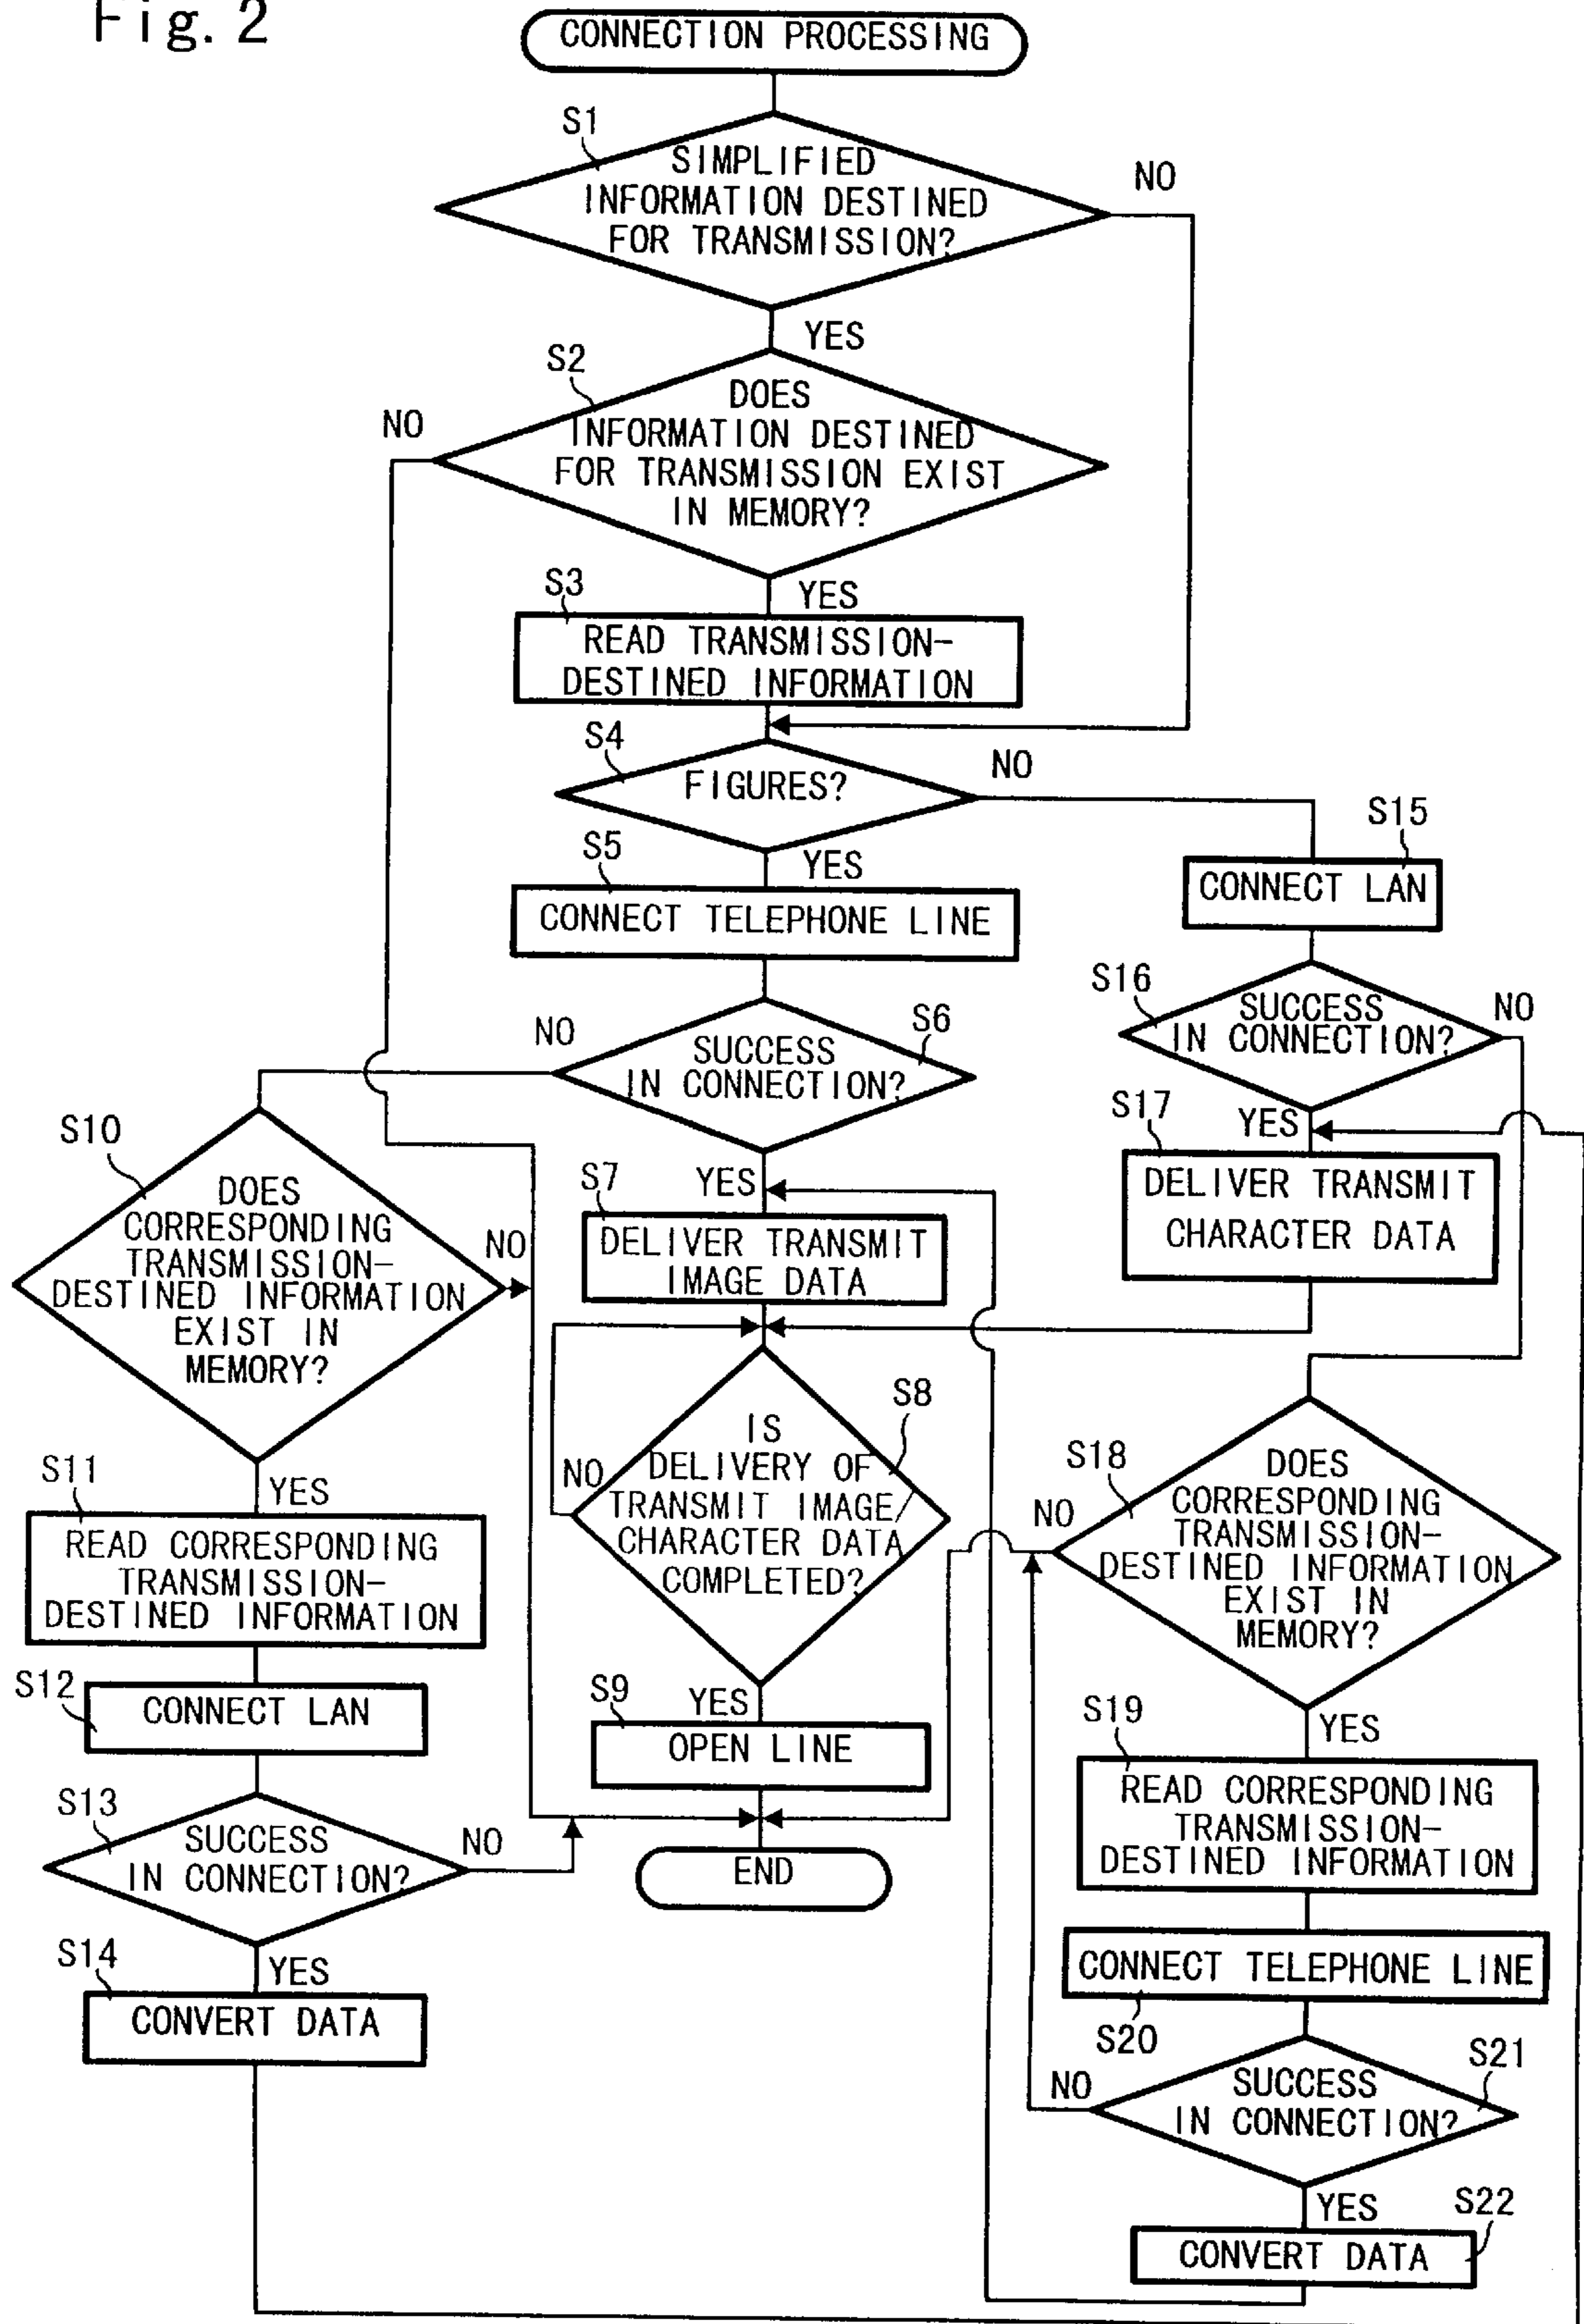 Fig. 2
CONNECTION PROCESSING
S1
SIMPLIFIED
INFORMATION DESTINED
FOR TRANSMISSION?
NO
YES
S2
DOES
INFORMATION DESTINED
FOR TRANSMISSION EXIST
IN MEMORY?
NO
YES
S3
READ TRANSMISSION-
DESTINED INFORMATION
S4
FIGURES?
NO
YES
S5
CONNECT TELEPHONE LINE
S15
CONNECT LAN
S6
SUCCESS
IN CONNECTION?
NO
YES
S16
SUCCESS
IN CONNECTION?
NO
YES
S17
DELIVER TRANSMIT
CHARACTER DATA
S10
DOES
CORRESPONDING
TRANSMISSION-
DESTINED INFORMATION
EXIST IN
MEMORY?
NO
YES
S7
DELIVER TRANSMIT
IMAGE DATA
S8
IS
DELIVERY OF
TRANSMIT IMAGE/
CHARACTER DATA
COMPLETED?
NO
YES
S18
DOES
CORRESPONDING
TRANSMISSION-
DESTINED INFORMATION
EXIST IN
MEMORY?
NO
YES
S11
READ CORRESPONDING
TRANSMISSION-
DESTINED INFORMATION
S12
CONNECT LAN
S9
OPEN LINE
END
S13
SUCCESS
IN CONNECTION?
NO
YES
S14
CONVERT DATA
S19
READ CORRESPONDING
TRANSMISSION-
DESTINED INFORMATION
CONNECT TELEPHONE LINE
S20
S21
SUCCESS
IN CONNECTION?
NO
YES
S22
CONVERT DATA